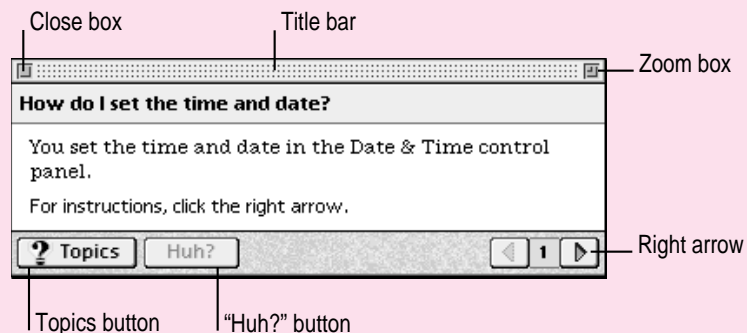 Close box
Title bar
Zoom box
How do I set the time and date?
You set the time and date in the Date & Time control
panel.
For instructions, click the right arrow.
? Topics
Huh?
1
Right arrow
Topics button
“Huh?” button